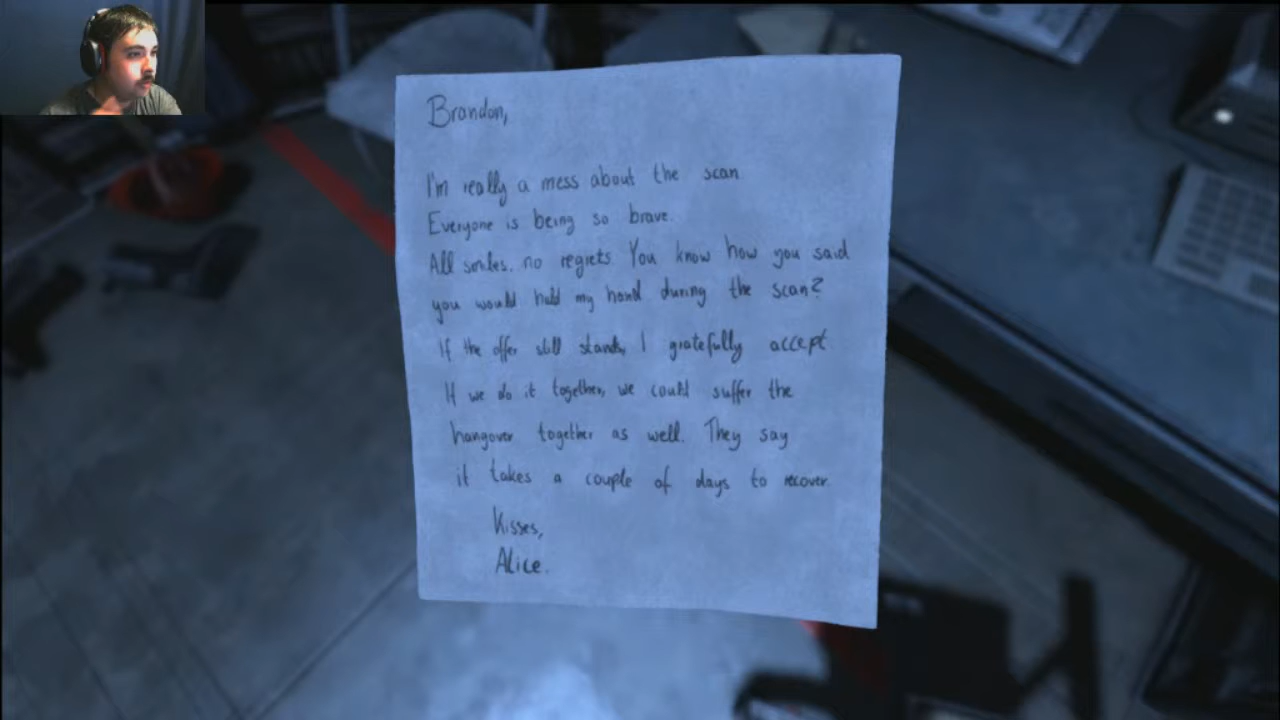 Brandon,
I'm really a mess about the scan.
Everyone is being so brave.
All smiles, no regrets. You know how you said
you would hold my hand during the scan?
If the offer still stands, I gratefully accept
If we do it together, we could suffer the
hangover together as well. They say
it takes a couple of days to recover.
Kisses,
Alice.